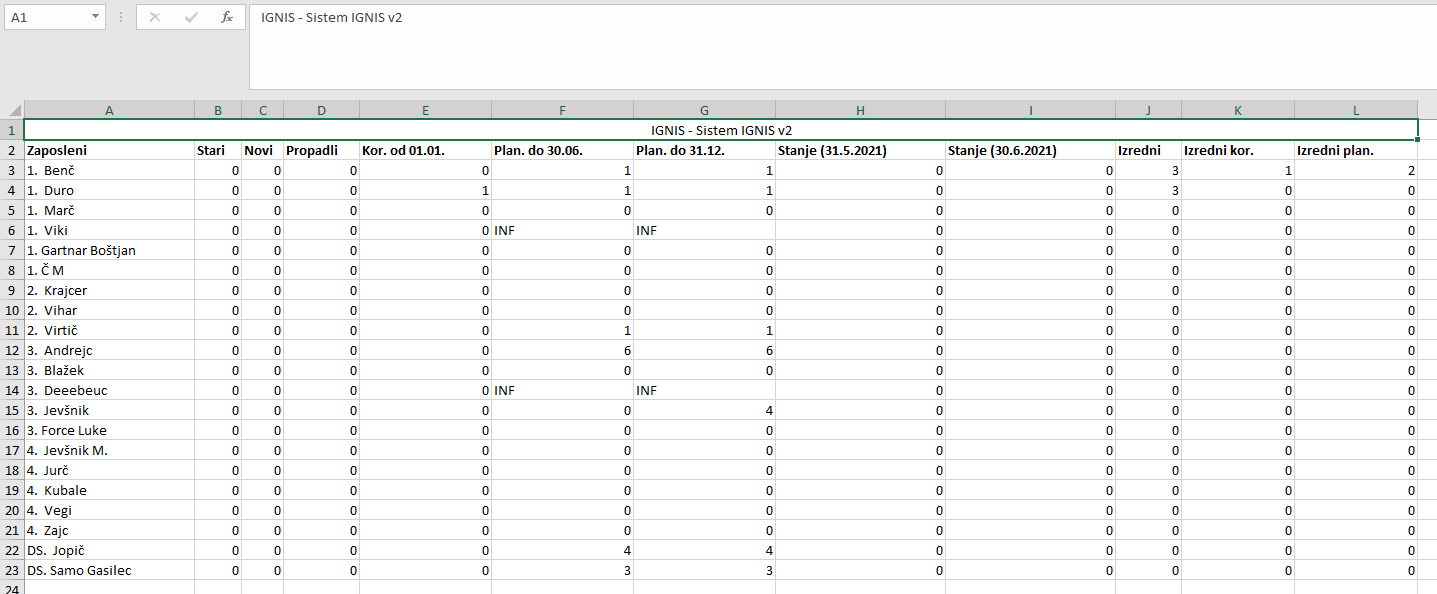 A1 fx IGNIS - Sistem IGNIS v2
A B C D E F G H I J K L
1 IGNIS - Sistem IGNIS v2
2 Zaposleni Stari Novi Propadli Kor. od 01.01. Plan. do 30.06. Plan. do 31.12. Stanje (31.5.2021) Stanje (30.6.2021) Izredni Izredni kor. Izredni plan.
3 1. Benč 0 0 0 0 1 1 0 0 3 1 2
4 1. Duro 0 0 0 1 1 1 0 0 3 0 0
5 1. Marč 0 0 0 0 0 0 0 0 0 0 0
6 1. Viki 0 0 0 0 INF INF 0 0 0 0 0
7 1. Gartnar Boštjan 0 0 0 0 0 0 0 0 0 0 0
8 1. Č M 0 0 0 0 0 0 0 0 0 0 0
9 2. Krajcer 0 0 0 0 0 0 0 0 0 0 0
10 2. Vihar 0 0 0 0 0 0 0 0 0 0 0
11 2. Virtič 0 0 0 0 1 1 0 0 0 0 0
12 3. Andrejc 0 0 0 0 6 6 0 0 0 0 0
13 3. Blažek 0 0 0 0 0 0 0 0 0 0 0
14 3. Deeebeuc 0 0 0 0 INF INF 0 0 0 0 0
15 3. Jevšnik 0 0 0 0 0 4 0 0 0 0 0
16 3. Force Luke 0 0 0 0 0 0 0 0 0 0 0
17 4. Jevšnik M. 0 0 0 0 0 0 0 0 0 0 0
18 4. Jurč 0 0 0 0 0 0 0 0 0 0 0
19 4. Kubale 0 0 0 0 0 0 0 0 0 0 0
20 4. Vegi 0 0 0 0 0 0 0 0 0 0 0
21 4. Zajc 0 0 0 0 0 0 0 0 0 0 0
22 DS. Jopič 0 0 0 0 4 4 0 0 0 0 0
23 DS. Samo Gasilec 0 0 0 0 3 3 0 0 0 0 0
24